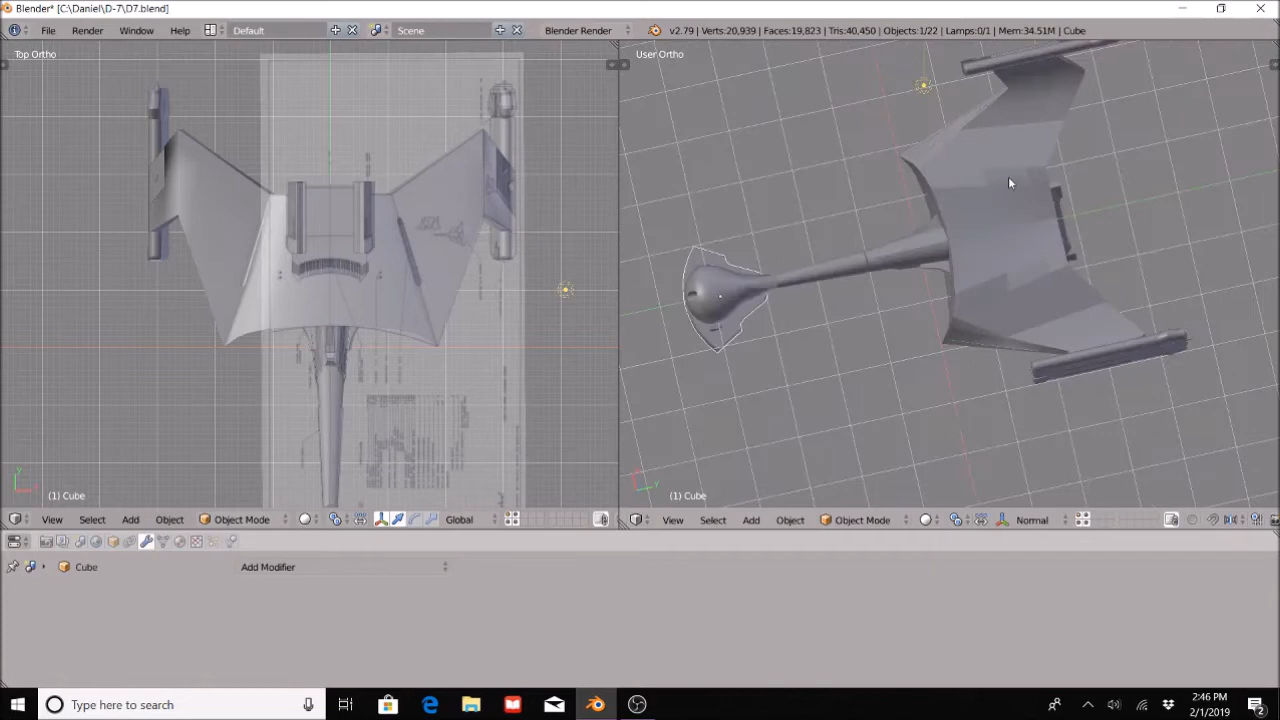 Blender* [C:\Daniel\D-7\D7.blend]
File Render Window Help Default Scene Blender Render v2.79 | Verts:20,939 | Faces:19,823 | Tris:40,450 | Objects:1/22 | Lamps:0/1 | Mem:34.51M | Cube
Top Ortho
User Ortho
(1) Cube
(1) Cube
View Select Add Object Object Mode Global
View Select Add Object Object Mode Normal
Cube
Add Modifier
Type here to search
2:46 PM
2/1/2019
2